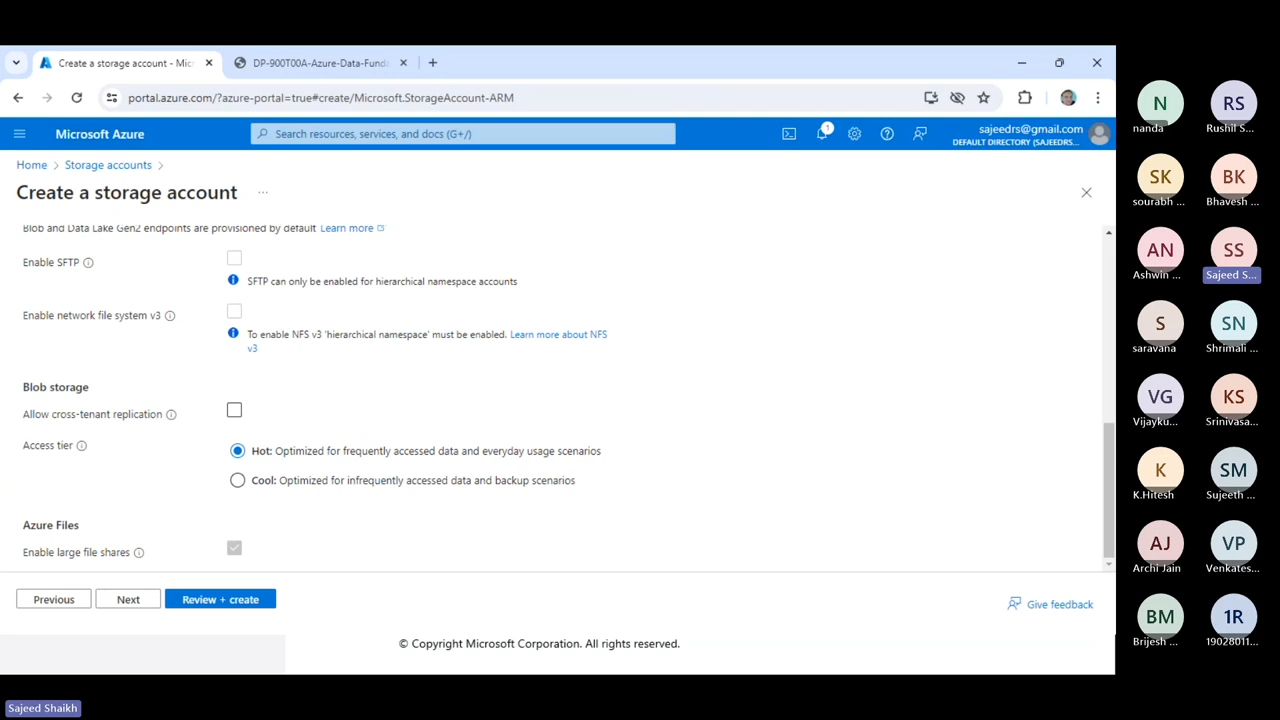 Create a storage account - Mic
DP-900T00A-Azure-Data-Funda
portal.azure.com/?azure-portal=true#create/Microsoft.StorageAccount-ARM
Microsoft Azure
Search resources, services, and docs (G+/)
1
sajeedrs@gmail.com
DEFAULT DIRECTORY (SAJEEDRS...
Home > Storage accounts >
Create a storage account ...
Blob and Data Lake Gen2 endpoints are provisioned by default Learn more
Enable SFTP
SFTP can only be enabled for hierarchical namespace accounts
Enable network file system v3
To enable NFS v3 'hierarchical namespace' must be enabled. Learn more about NFS
v3
Blob storage
Allow cross-tenant replication
Access tier
Hot: Optimized for frequently accessed data and everyday usage scenarios
Cool: Optimized for infrequently accessed data and backup scenarios
Azure Files
Enable large file shares
Previous
Next
Review + create
Give feedback
© Copyright Microsoft Corporation. All rights reserved.
Sajeed Shaikh
N
nanda
RS
Rushil S...
SK
sourabh ...
BK
Bhavesh ...
AN
Ashwin ...
SS
Sajeed S...
S
saravana
SN
Shrimali ...
VG
Vijayku...
KS
Srinivasa...
K
K.Hitesh
SM
Sujeeth ...
AJ
Archi Jain
VP
Venkates...
BM
Brijesh ...
1R
19028011...